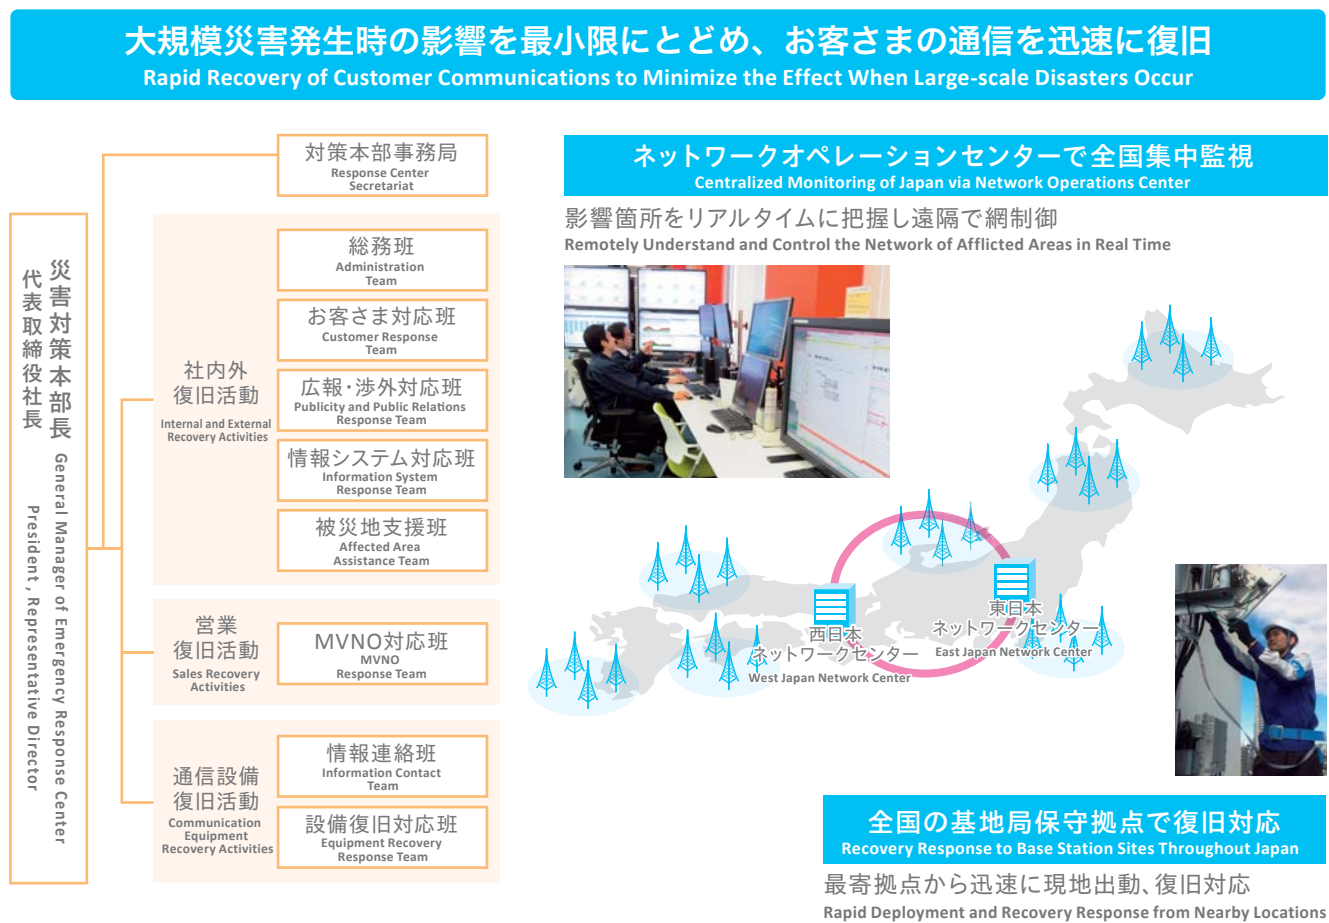 大規模災害発生時の影響を最小限にとどめ、お客さまの通信を迅速に復旧
Rapid Recovery of Customer Communications to Minimize the Effect When Large-scale Disasters Occur
災害対策本部長
代表取締役社長
General Manager of Emergency Response Center
President , Representative Director
対策本部事務局
Response Center
Secretariat
社内外
復旧活動
Internal and External
Recovery Activities
総務班
Administration
Team
お客さま対応班
Customer Response
Team
広報・渉外対応班
Publicity and Public Relations
Response Team
情報システム対応班
Information System
Response Team
被災地支援班
Affected Area
Assistance Team
営業
復旧活動
Sales Recovery
Activities
MVNO対応班
MVNO
Response Team
通信設備
復旧活動
Communication
Equipment
Recovery Activities
情報連絡班
Information Contact
Team
設備復旧対応班
Equipment Recovery
Response Team
ネットワークオペレーションセンターで全国集中監視
Centralized Monitoring of Japan via Network Operations Center
影響箇所をリアルタイムに把握し遠隔で網制御
Remotely Understand and Control the Network of Afflicted Areas in Real Time
西日本
ネットワークセンター
West Japan Network Center
東日本
ネットワークセンター
East Japan Network Center
全国の基地局保守拠点で復旧対応
Recovery Response to Base Station Sites Throughout Japan
最寄拠点から迅速に現地出動、復旧対応
Rapid Deployment and Recovery Response from Nearby Locations